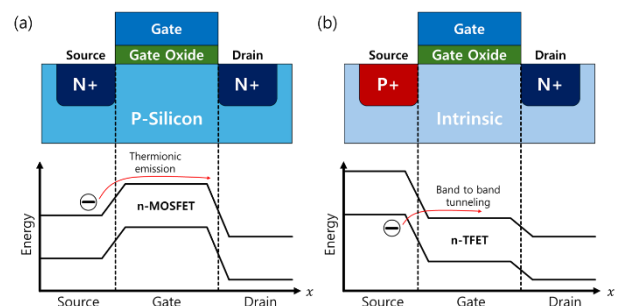 (a)
Gate
Source
Gate Oxide
Drain
N+
N+
P-Silicon
Thermionic
emission
n-MOSFET
Energy
x
Source
Gate
Drain
(b)
Gate
Source
Gate Oxide
Drain
P+
N+
Intrinsic
Band to band
tunneling
n-TFET
Energy
x
Source
Gate
Drain